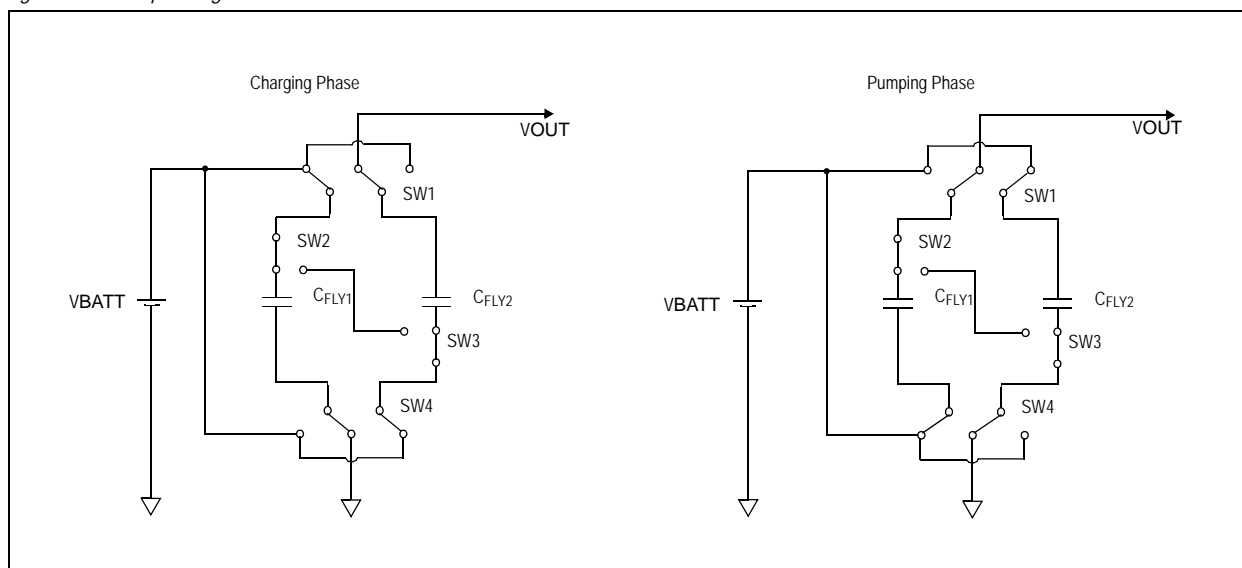 Charging Phase
Pumping Phase
VOUT
VOUT
SW1
SW1
SW2
SW2
VBATT
CFLY1
CFLY2
VBATT
CFLY1
CFLY2
SW3
SW3
SW4
SW4